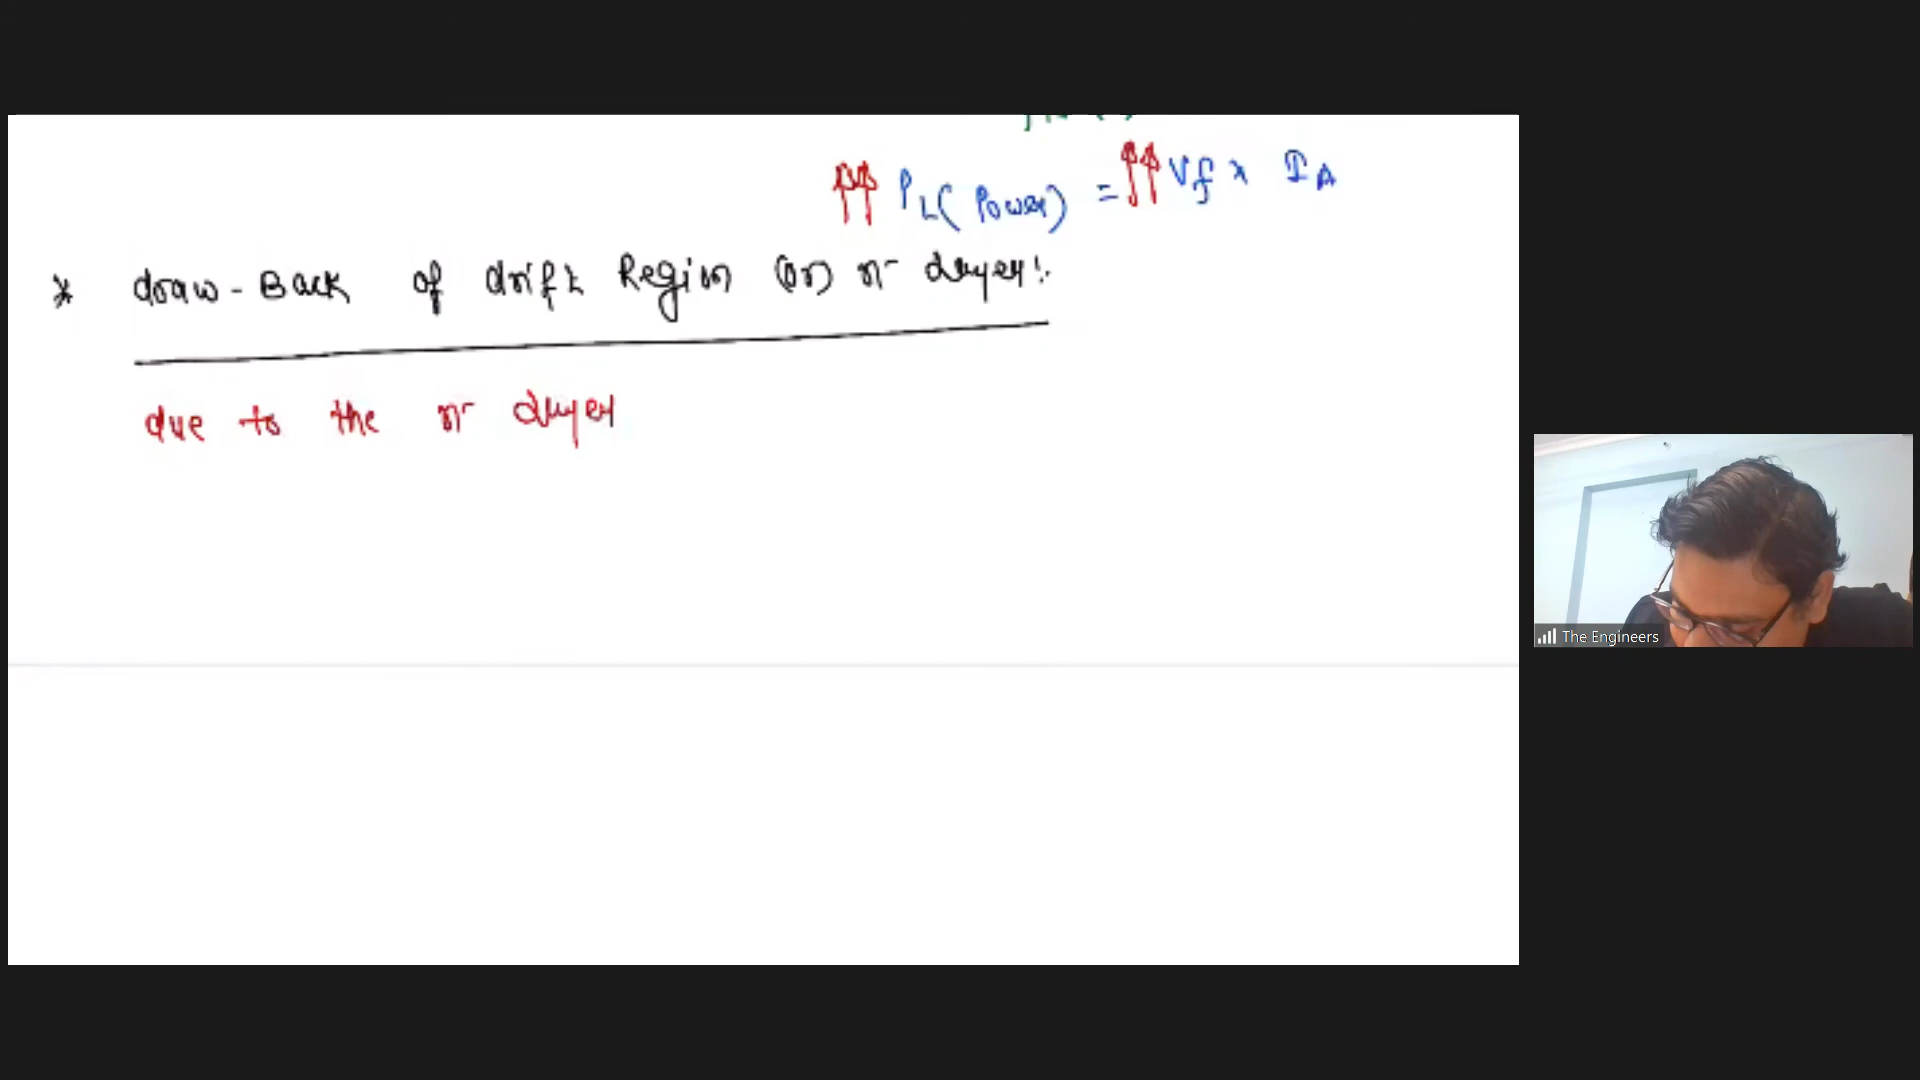 ↑↑ PL( Power) = ↑↑ Vf x IA
* draw-Back of drift Region (or) n- layer:-
due to the n- layer
The Engineers